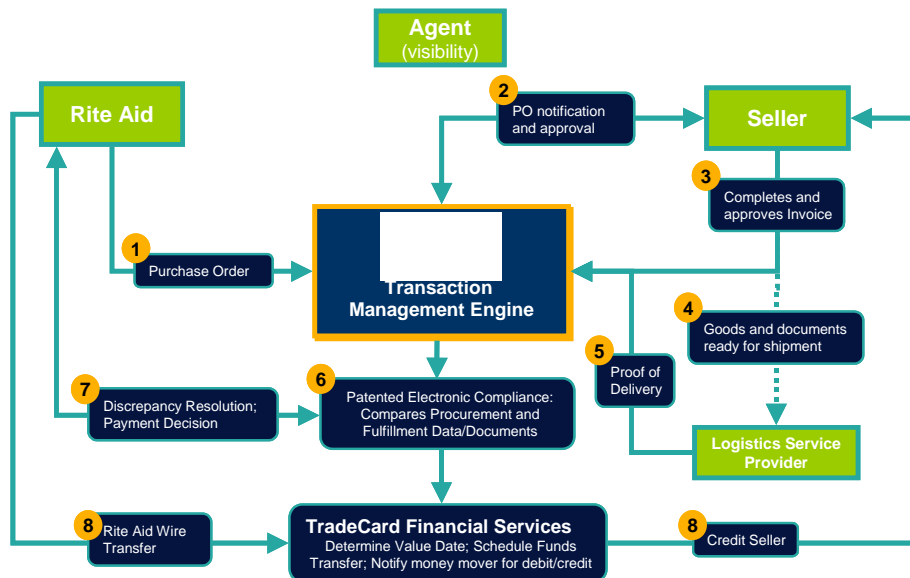 Agent
(visibility)
2
PO notification
and approval
Rite Aid
Seller
3
Completes and
approves Invoice
1
Purchase Order
Transaction
Management Engine
4
Goods and documents
ready for shipment
5
Proof of
Delivery
6
Patented Electronic Compliance:
Compares Procurement and
Fulfillment Data/Documents
7
Discrepancy Resolution;
Payment Decision
Logistics Service
Provider
8
Rite Aid Wire
Transfer
TradeCard Financial Services
Determine Value Date; Schedule Funds
Transfer; Notify money mover for debit/credit
8
Credit Seller